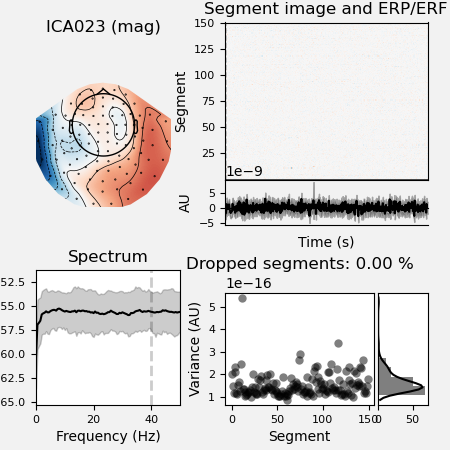 ICA023 (mag)
Segment image and ERP/ERF
150
125
100
75
50
25
Segment
1e−9
5
0
−5
AU
Time (s)
Spectrum
52.5
55.0
57.5
60.0
62.5
65.0
0 20 40
Frequency (Hz)
Dropped segments: 0.00 %
1e−16
5
4
3
2
1
Variance (AU)
0 50 100 150
Segment
0 50